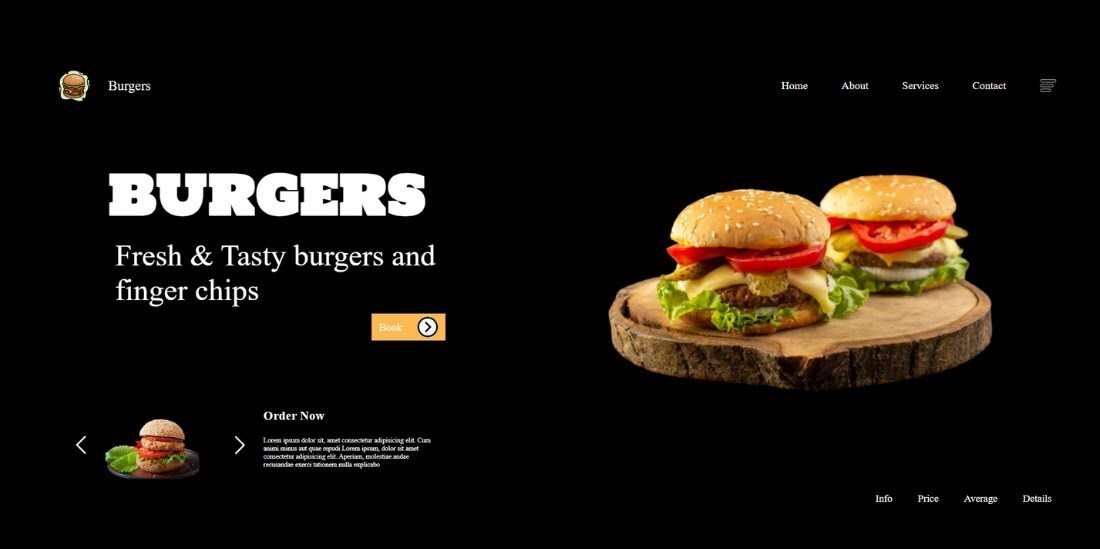 Burgers
Home About Services Contact
BURGERS
Fresh & Tasty burgers and
finger chips
Book
Order Now
Lorem ipsum dolor sit, amet consectetur adipisicing elit. Cum
animi minus aut quae repudi Lorem ipsum, dolor sit amet
consectetur adipisicing elit. Aperiam, molestiae.andae
recusandae exerci tationem nulla explicabo
Info Price Average Details